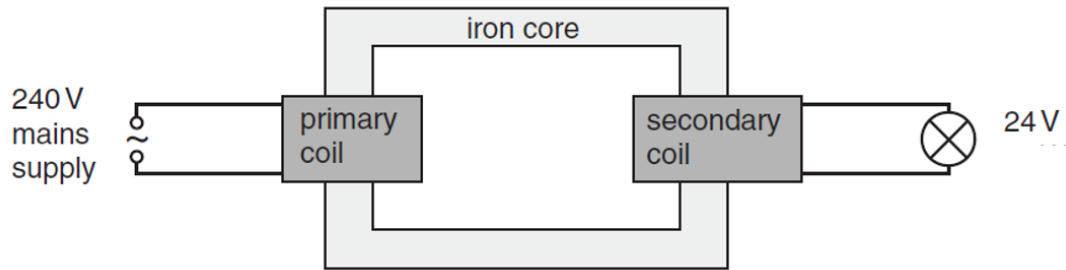 iron core
240 V
mains
supply
primary
coil
secondary
coil
24 V